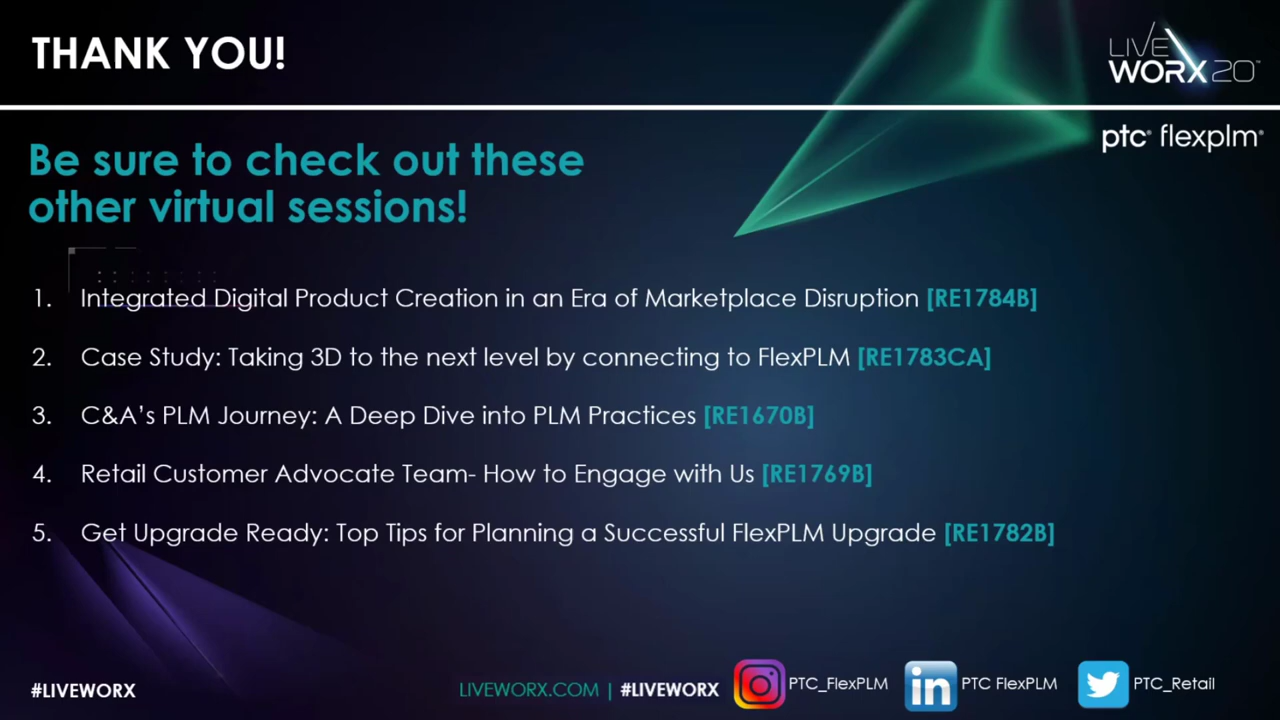 THANK YOU!
LIVE
WORX 20™
ptc® flexplm®
Be sure to check out these
other virtual sessions!
1. Integrated Digital Product Creation in an Era of Marketplace Disruption [RE1784B]
2. Case Study: Taking 3D to the next level by connecting to FlexPLM [RE1783CA]
3. C&A’s PLM Journey: A Deep Dive into PLM Practices [RE1670B]
4. Retail Customer Advocate Team- How to Engage with Us [RE1769B]
5. Get Upgrade Ready: Top Tips for Planning a Successful FlexPLM Upgrade [RE1782B]
#LIVEWORX
LIVEWORX.COM | #LIVEWORX
PTC_FlexPLM
in
PTC FlexPLM
PTC_Retail